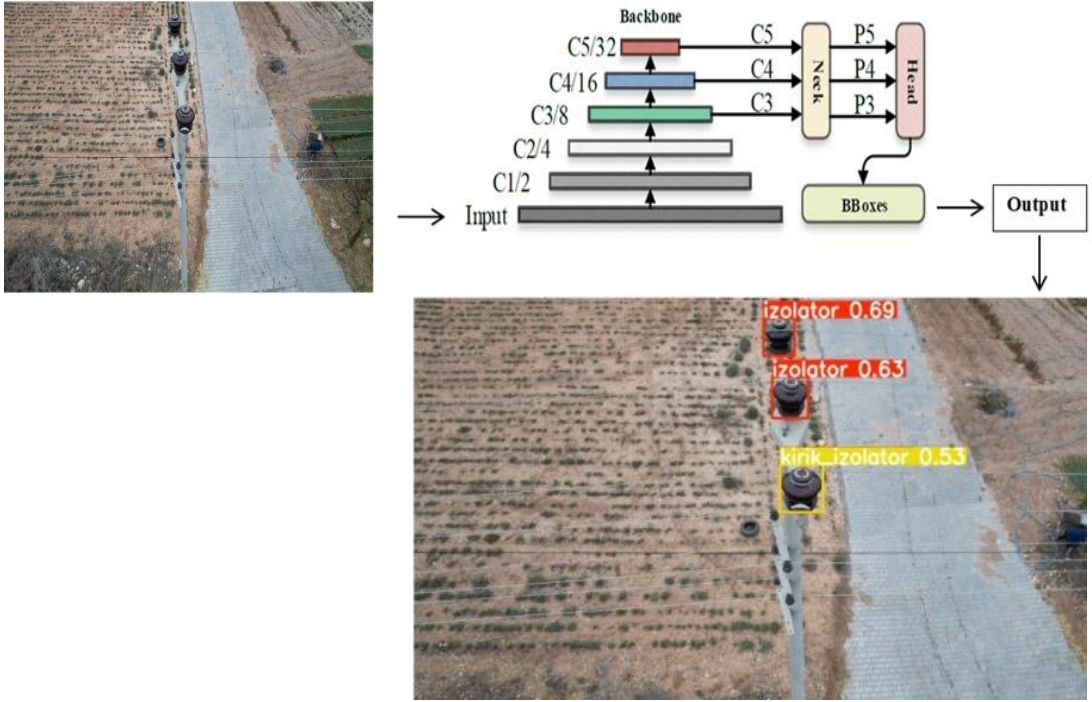 Backbone
C5/32
C5
P5
C4/16
C4
Neck
P4
Head
C3/8
C3
P3
C2/4
C1/2
Input
BBoxes
Output
izolator 0.69
izolator 0.63
kirik_izolator 0.53